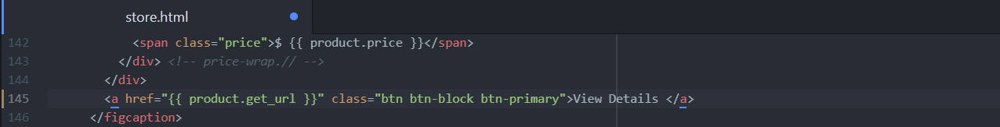 store.html
142 <span class="price">$ {{ product.price }}</span>
143 </div> <!-- price-wrap.// -->
144 </div>
145 <a href="{{ product.get_url }}" class="btn btn-block btn-primary">View Details </a>
146 </figcaption>